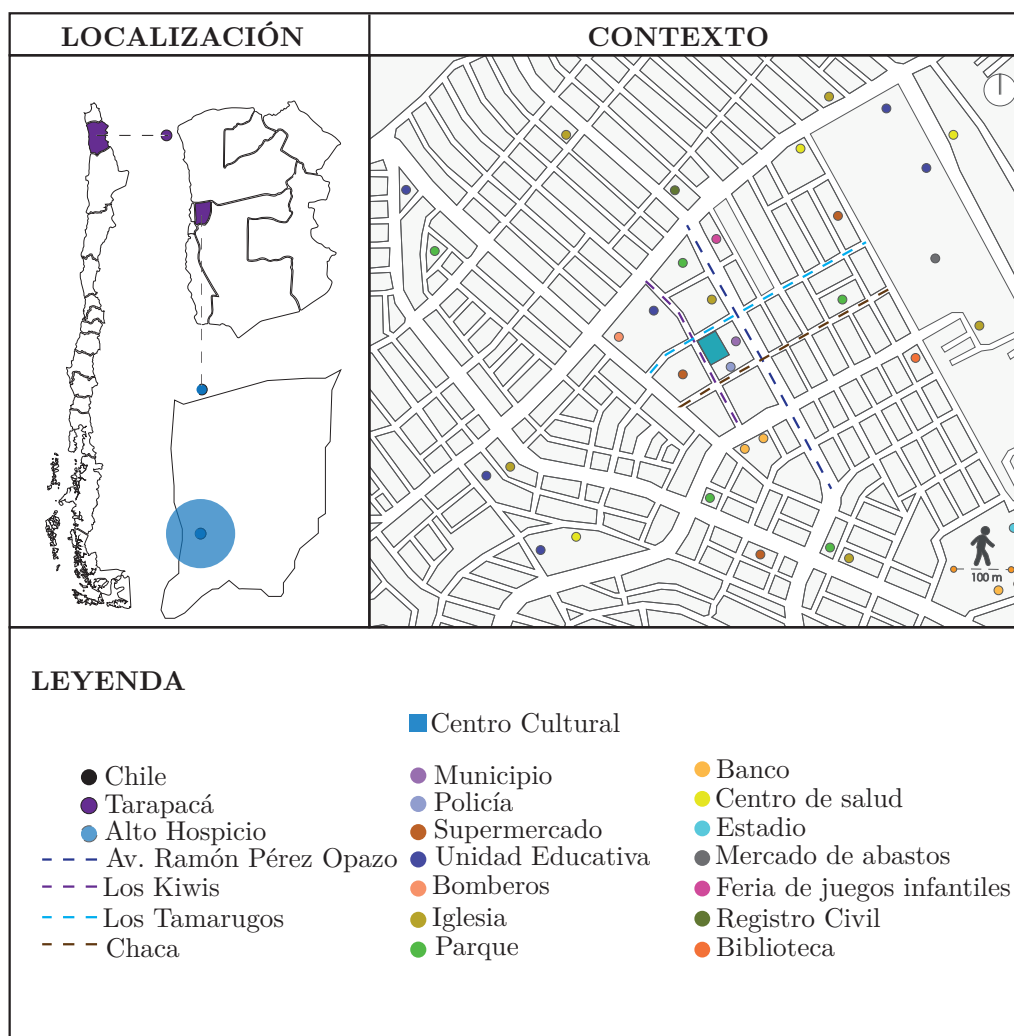 LOCALIZACIÓN
CONTEXTO
100 m
LEYENDA
Centro Cultural
Chile
Tarapacá
Alto Hospicio
Av. Ramón Pérez Opazo
Los Kiwis
Los Tamarugos
Chaca
Municipio
Policía
Supermercado
Unidad Educativa
Bomberos
Iglesia
Parque
Banco
Centro de salud
Estadio
Mercado de abastos
Feria de juegos infantiles
Registro Civil
Biblioteca